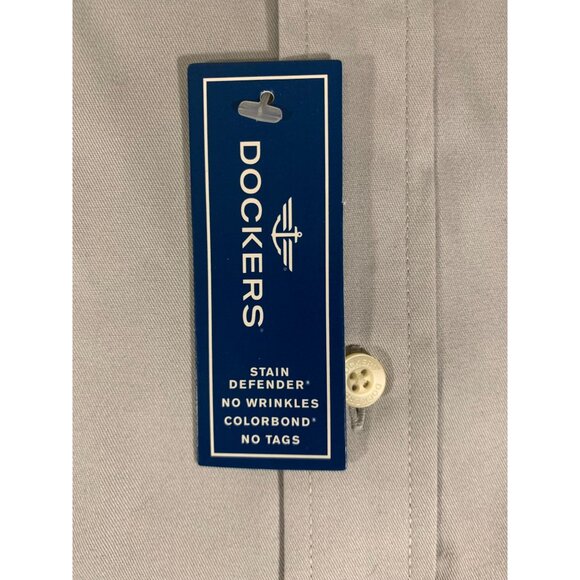 DOCKERS®
STAIN
DEFENDER®
NO WRINKLES
COLORBOND®
NO TAGS